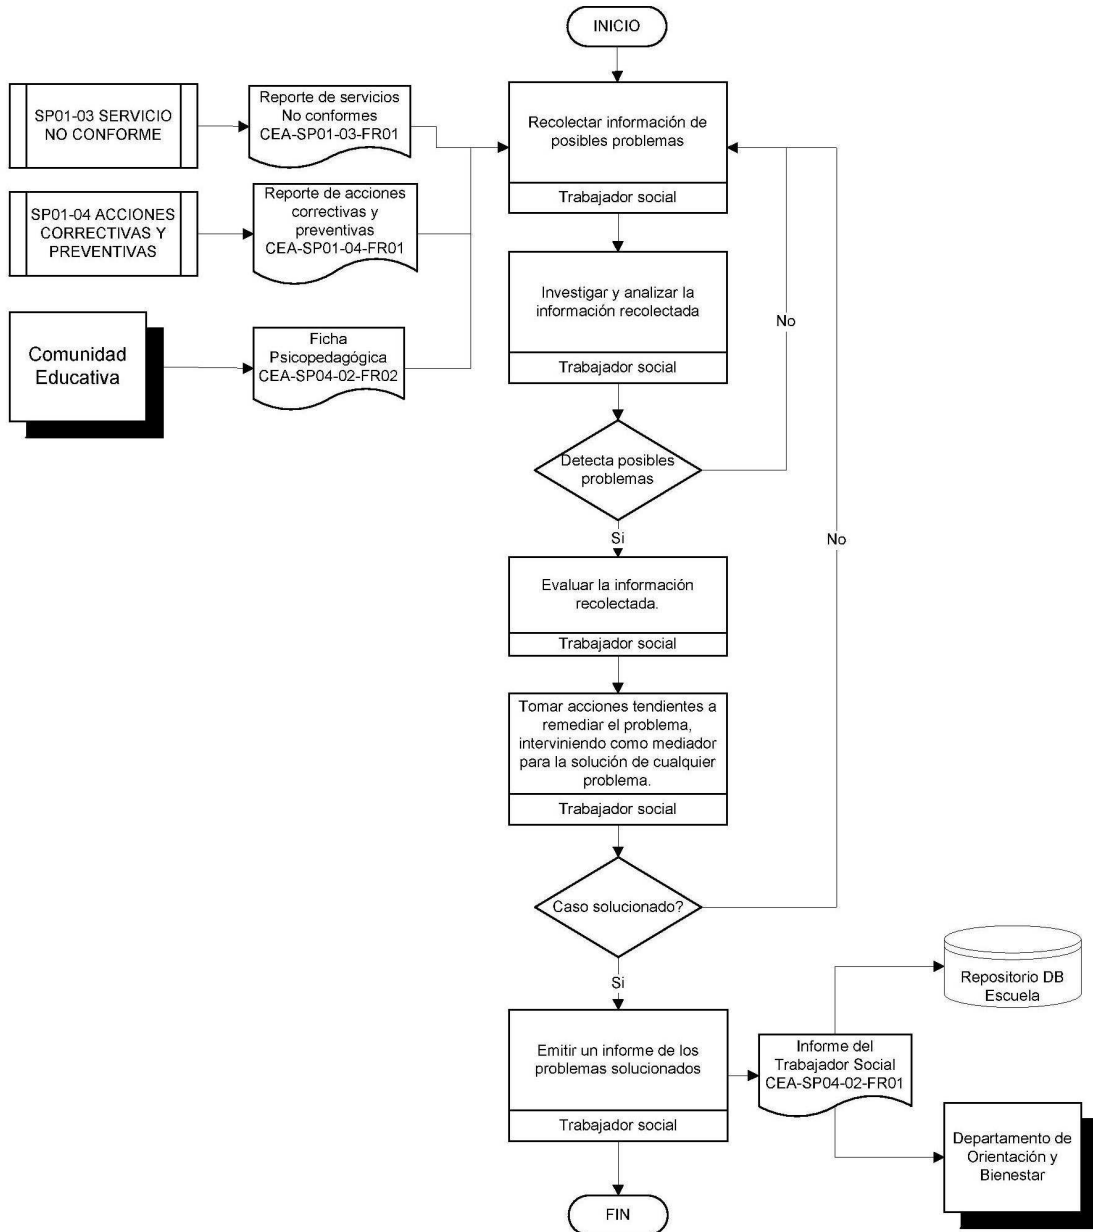 INICIO
SP01-03 SERVICIO
NO CONFORME
Reporte de servicios
No conformes
CEA-SP01-03-FR01
Recolectar información de
posibles problemas
Trabajador social
SP01-04 ACCIONES
CORRECTIVAS Y
PREVENTIVAS
Reporte de acciones
correctivas y
preventivas
CEA-SP01-04-FR01
Investigar y analizar la
información recolectada
Trabajador social
No
Comunidad
Educativa
Ficha
Psicopedagógica
CEA-SP04-02-FR02
Detecta posibles
problemas
Si
No
Evaluar la información
recolectada.
Trabajador social
Tomar acciones tendientes a
remediar el problema,
interviniendo como mediador
para la solución de cualquier
problema.
Trabajador social
Caso solucionado?
Si
Repositorio DB
Escuela
Emitir un informe de los
problemas solucionados
Trabajador social
Informe del
Trabajador Social
CEA-SP04-02-FR01
Departamento de
Orientación y
Bienestar
FIN